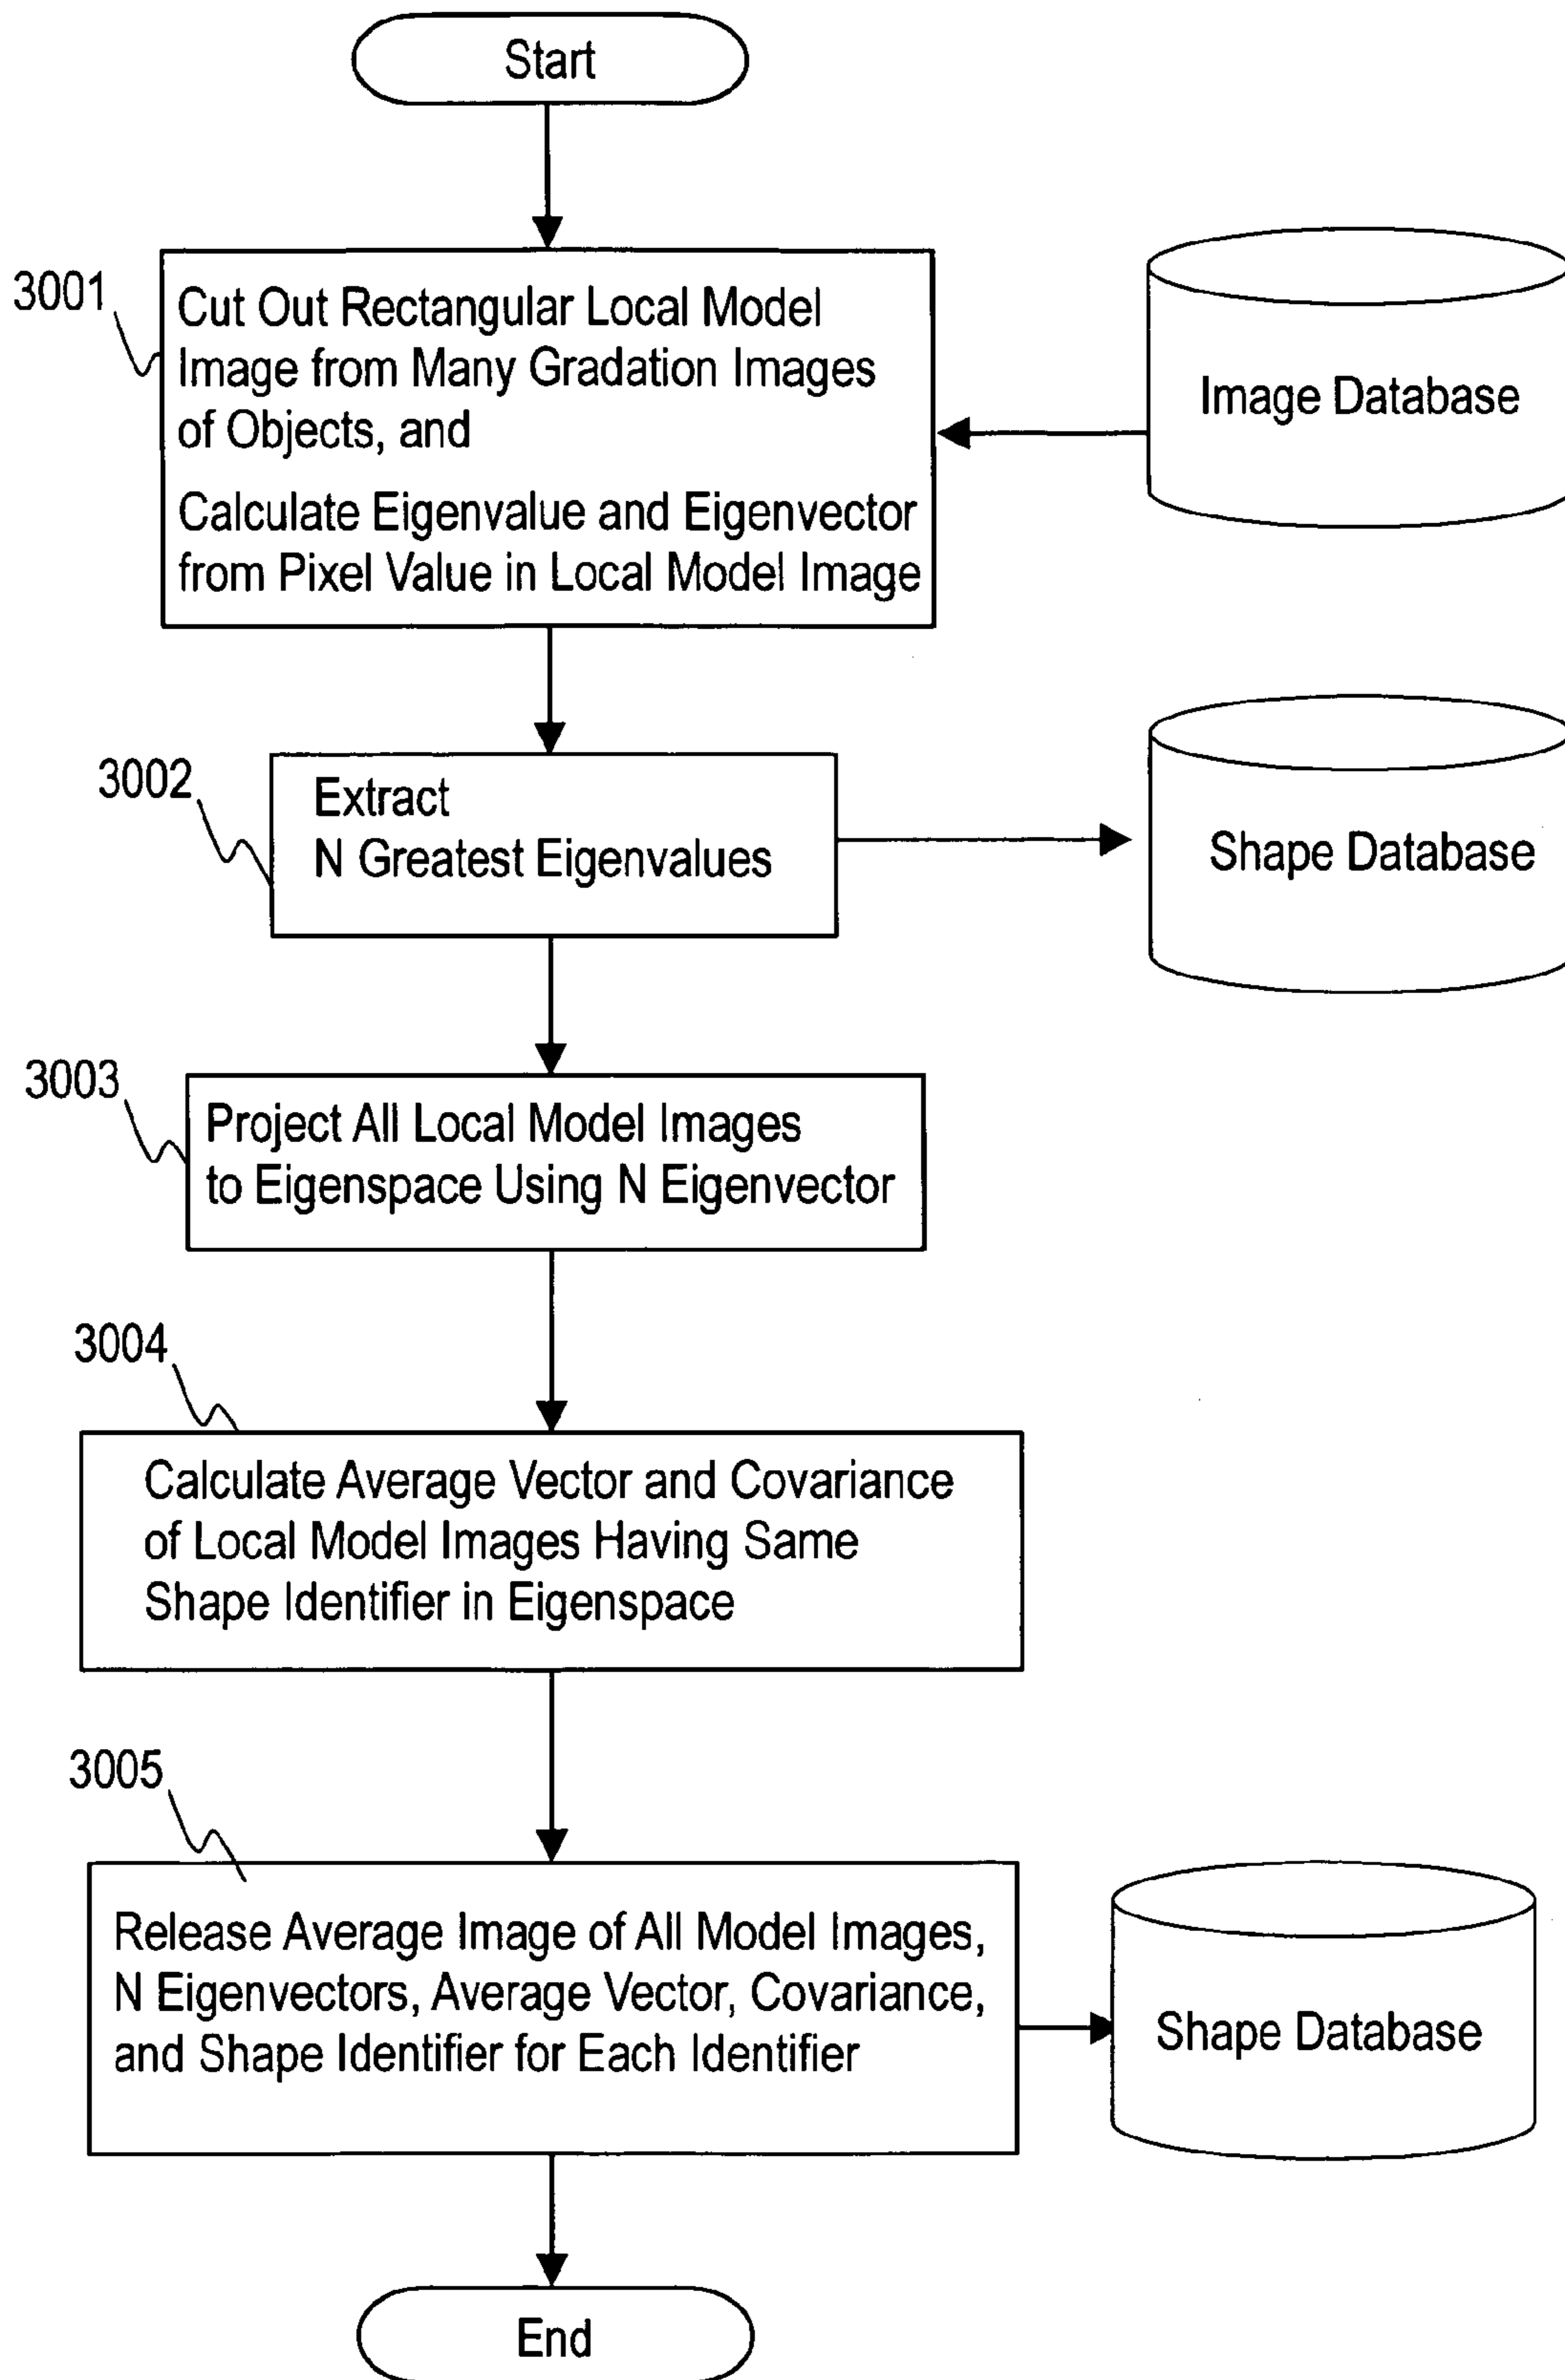 Start
3001
Cut Out Rectangular Local Model
Image from Many Gradation Images
of Objects, and
Calculate Eigenvalue and Eigenvector
from Pixel Value in Local Model Image
Image Database
3002
Extract
N Greatest Eigenvalues
Shape Database
3003
Project All Local Model Images
to Eigenspace Using N Eigenvector
3004
Calculate Average Vector and Covariance
of Local Model Images Having Same
Shape Identifier in Eigenspace
3005
Release Average Image of All Model Images,
N Eigenvectors, Average Vector, Covariance,
and Shape Identifier for Each Identifier
Shape Database
End